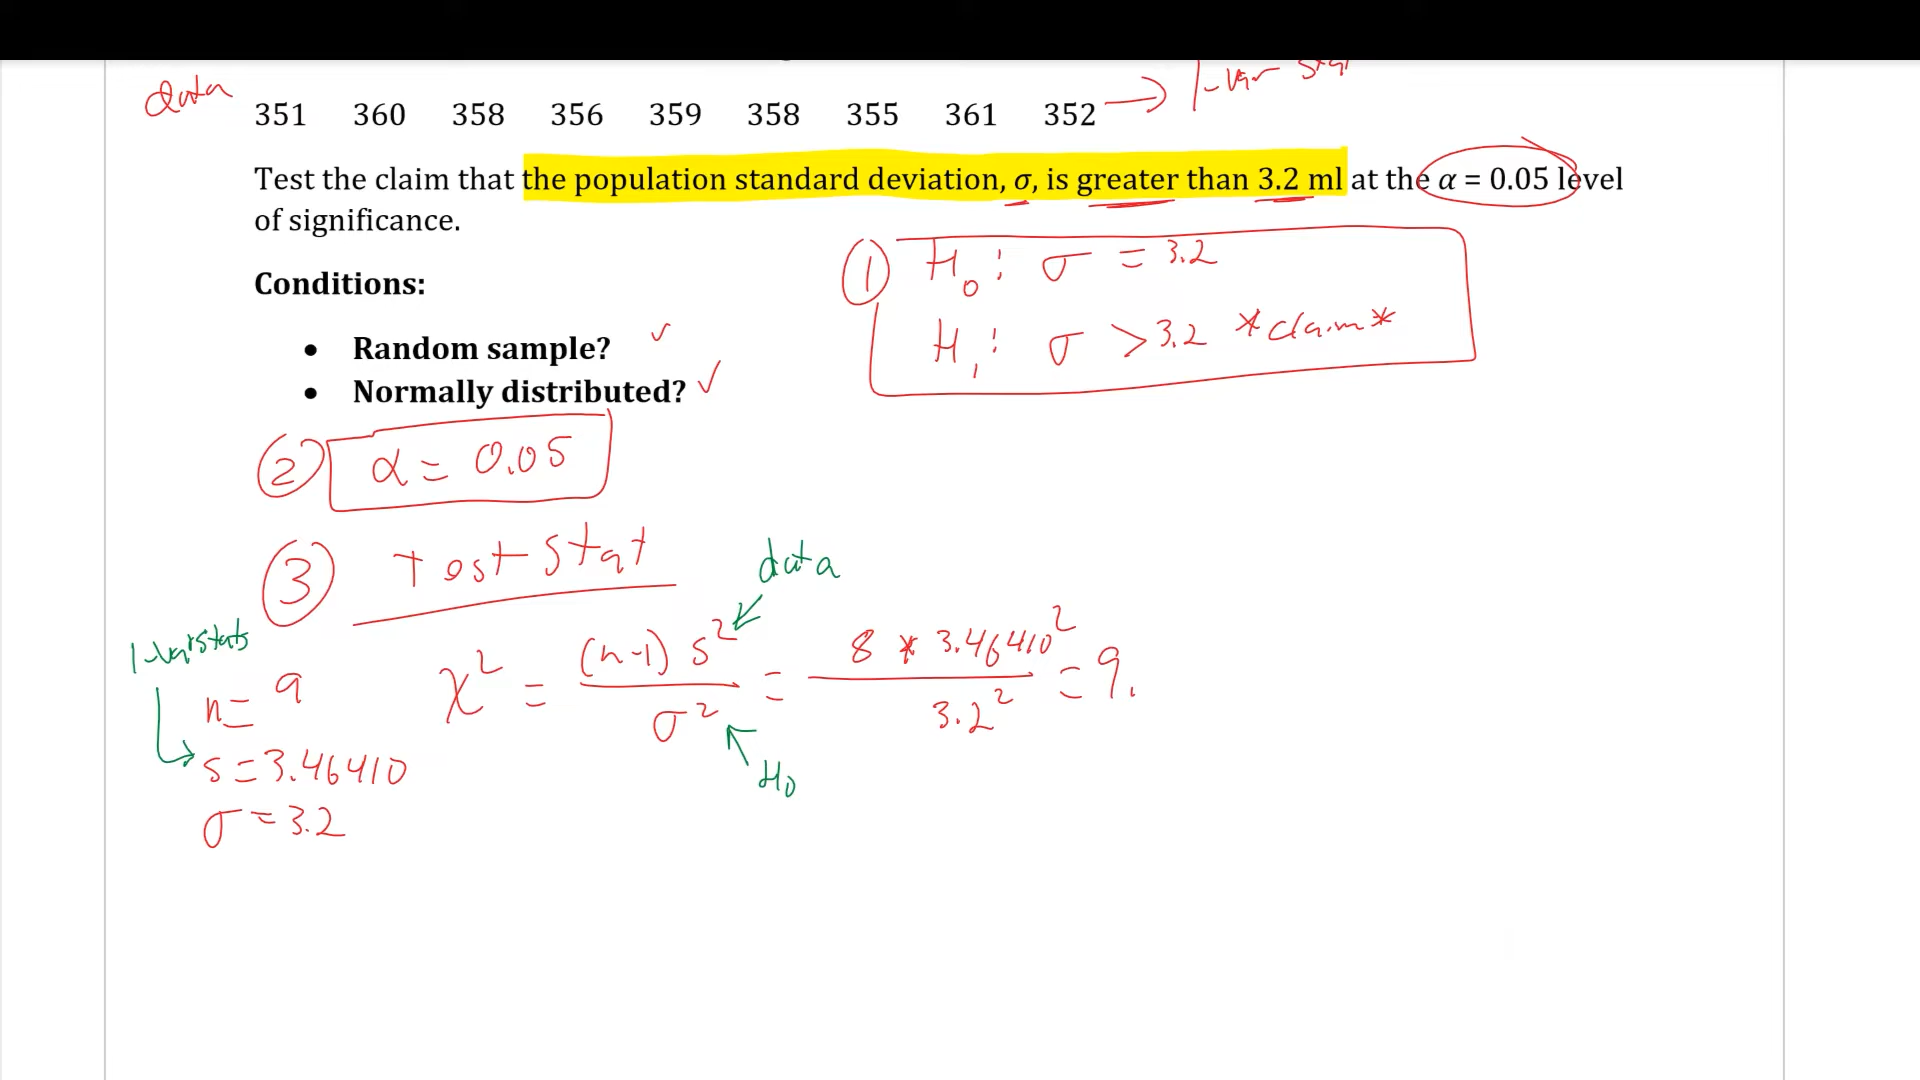 data
351 360 358 356 359 358 355 361 352 → 1-var
Test the claim that the population standard deviation, σ, is greater than 3.2 ml at the α = 0.05 level
of significance.
① H₀: σ = 3.2
Conditions:
H₁: σ > 3.2 *claim*
• Random sample? ✓
• Normally distributed? ✓
② α = 0.05
③ Test Stat
data
1-varstats
χ² = (n-1) s² / σ² = 8 * 3.46410² / 3.2² = 9.
n = 9
H₀
s = 3.46410
σ = 3.2